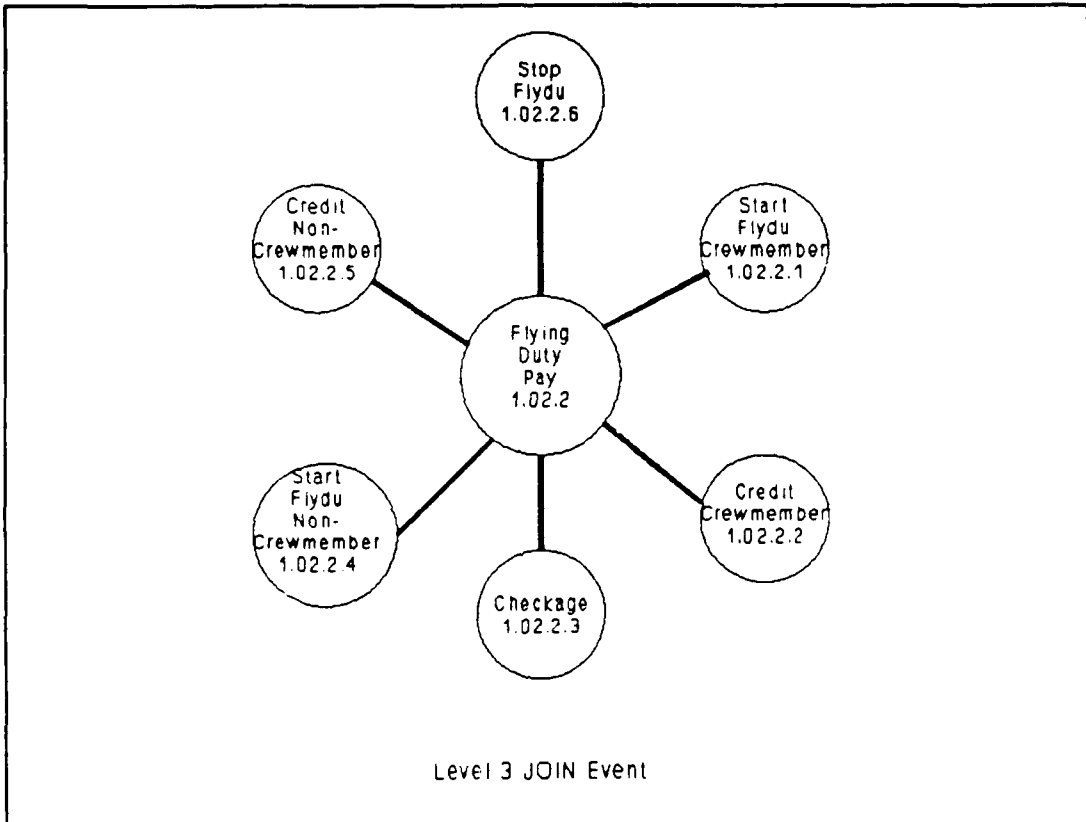 Stop
Flydu
1.02.2.6
Credit
Non-
Crewmember
1.02.2.5
Start
Flydu
Crewmember
1.02.2.1
Flying
Duty
Pay
1.02.2
Start
Flydu
Non-
Crewmember
1.02.2.4
Credit
Crewmember
1.02.2.2
Checkage
1.02.2.3
Level 3 JOIN Event